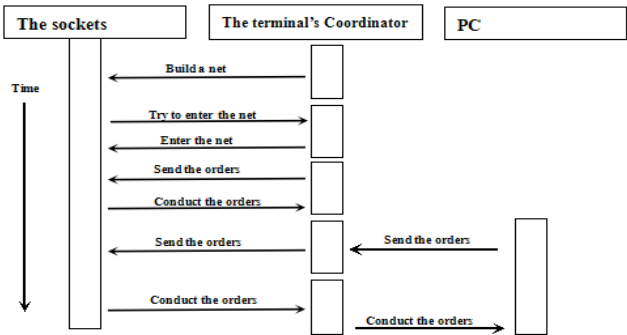 The sockets
The terminal's Coordinator
PC
Build a net
Time
Try to enter the net
Enter the net
Send the orders
Conduct the orders
Send the orders
Send the orders
Conduct the orders
Conduct the orders